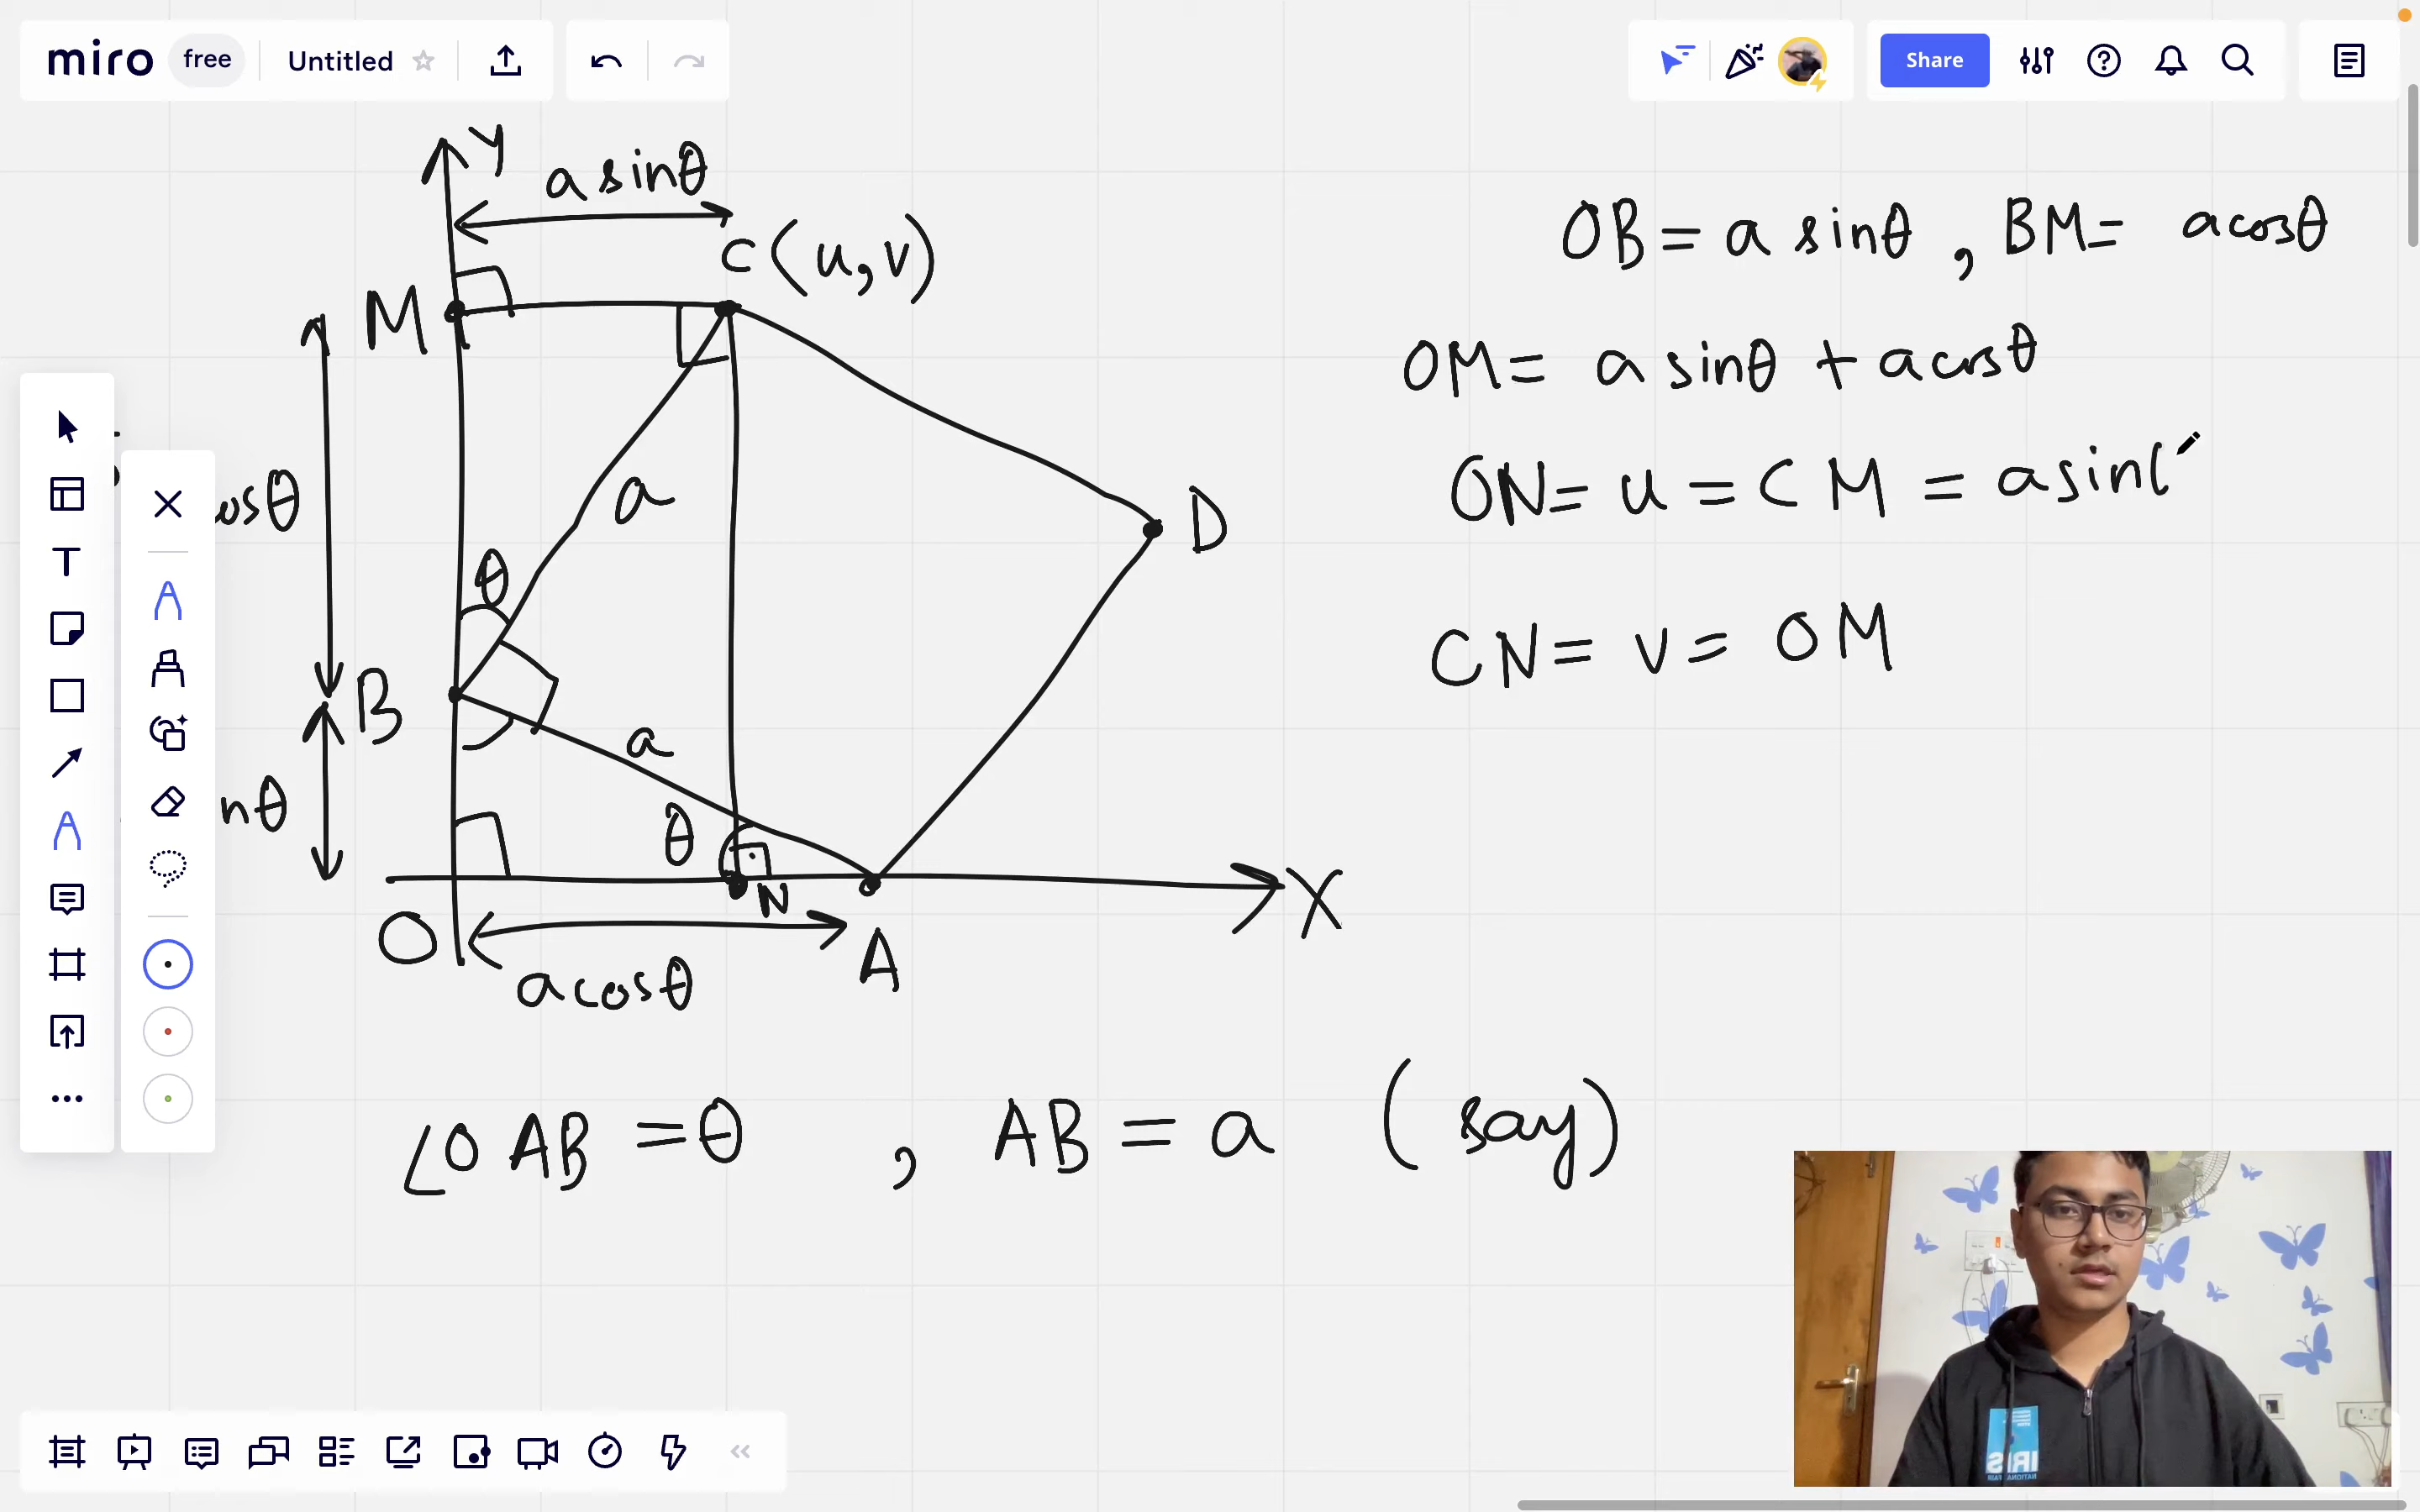 miro free Untitled
Share
Y
a sinθ
C(u,v)
M
OB= a sinθ , BM= a cosθ
OM= a sinθ + a cosθ
ON= u = CM = a sin(
CN= v= OM
a
D
θ
B
a
θ
N
X
O
A
a cosθ
∠OAB =θ , AB = a (say)